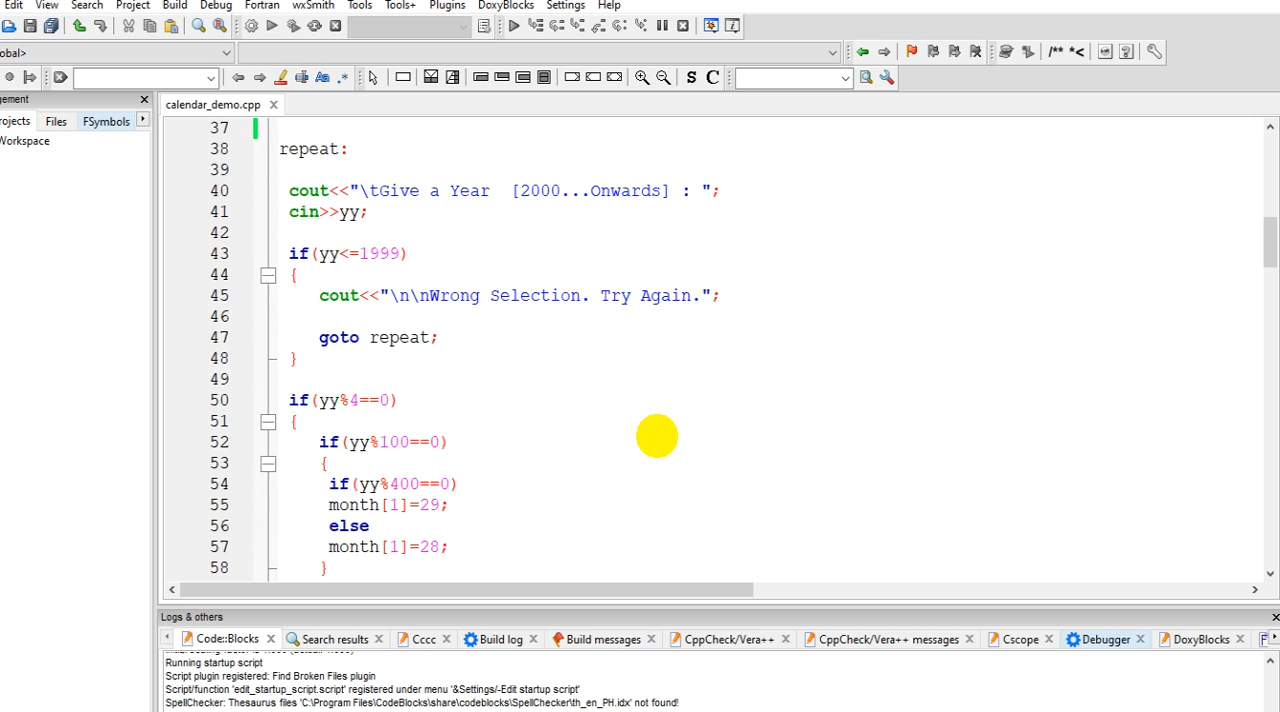 Edit View Search Project Build Debug Fortran wxSmith Tools Tools+ Plugins DoxyBlocks Settings Help
obal>
/** *<
S C
gement
calendar_demo.cpp
rojects Files FSymbols
Workspace
37
38 repeat:
39
40 cout<<"\tGive a Year  [2000...Onwards] : ";
41 cin>>yy;
42
43 if(yy<=1999)
44 {
45 cout<<"\n\nWrong Selection. Try Again.";
46
47 goto repeat;
48 }
49
50 if(yy%4==0)
51 {
52 if(yy%100==0)
53 {
54 if(yy%400==0)
55 month[1]=29;
56 else
57 month[1]=28;
58 }
Logs & others
Code::Blocks Search results Cccc Build log Build messages CppCheck/Vera++ CppCheck/Vera++ messages Cscope Debugger DoxyBlocks
Running startup script
Script plugin registered: Find Broken Files plugin
Script/function 'edit_startup_script.script' registered under menu '&Settings/-Edit startup script'
SpellChecker: Thesaurus files 'C:\Program Files\CodeBlocks\share\codeblocks\SpellChecker\th_en_PH.idx' not found!